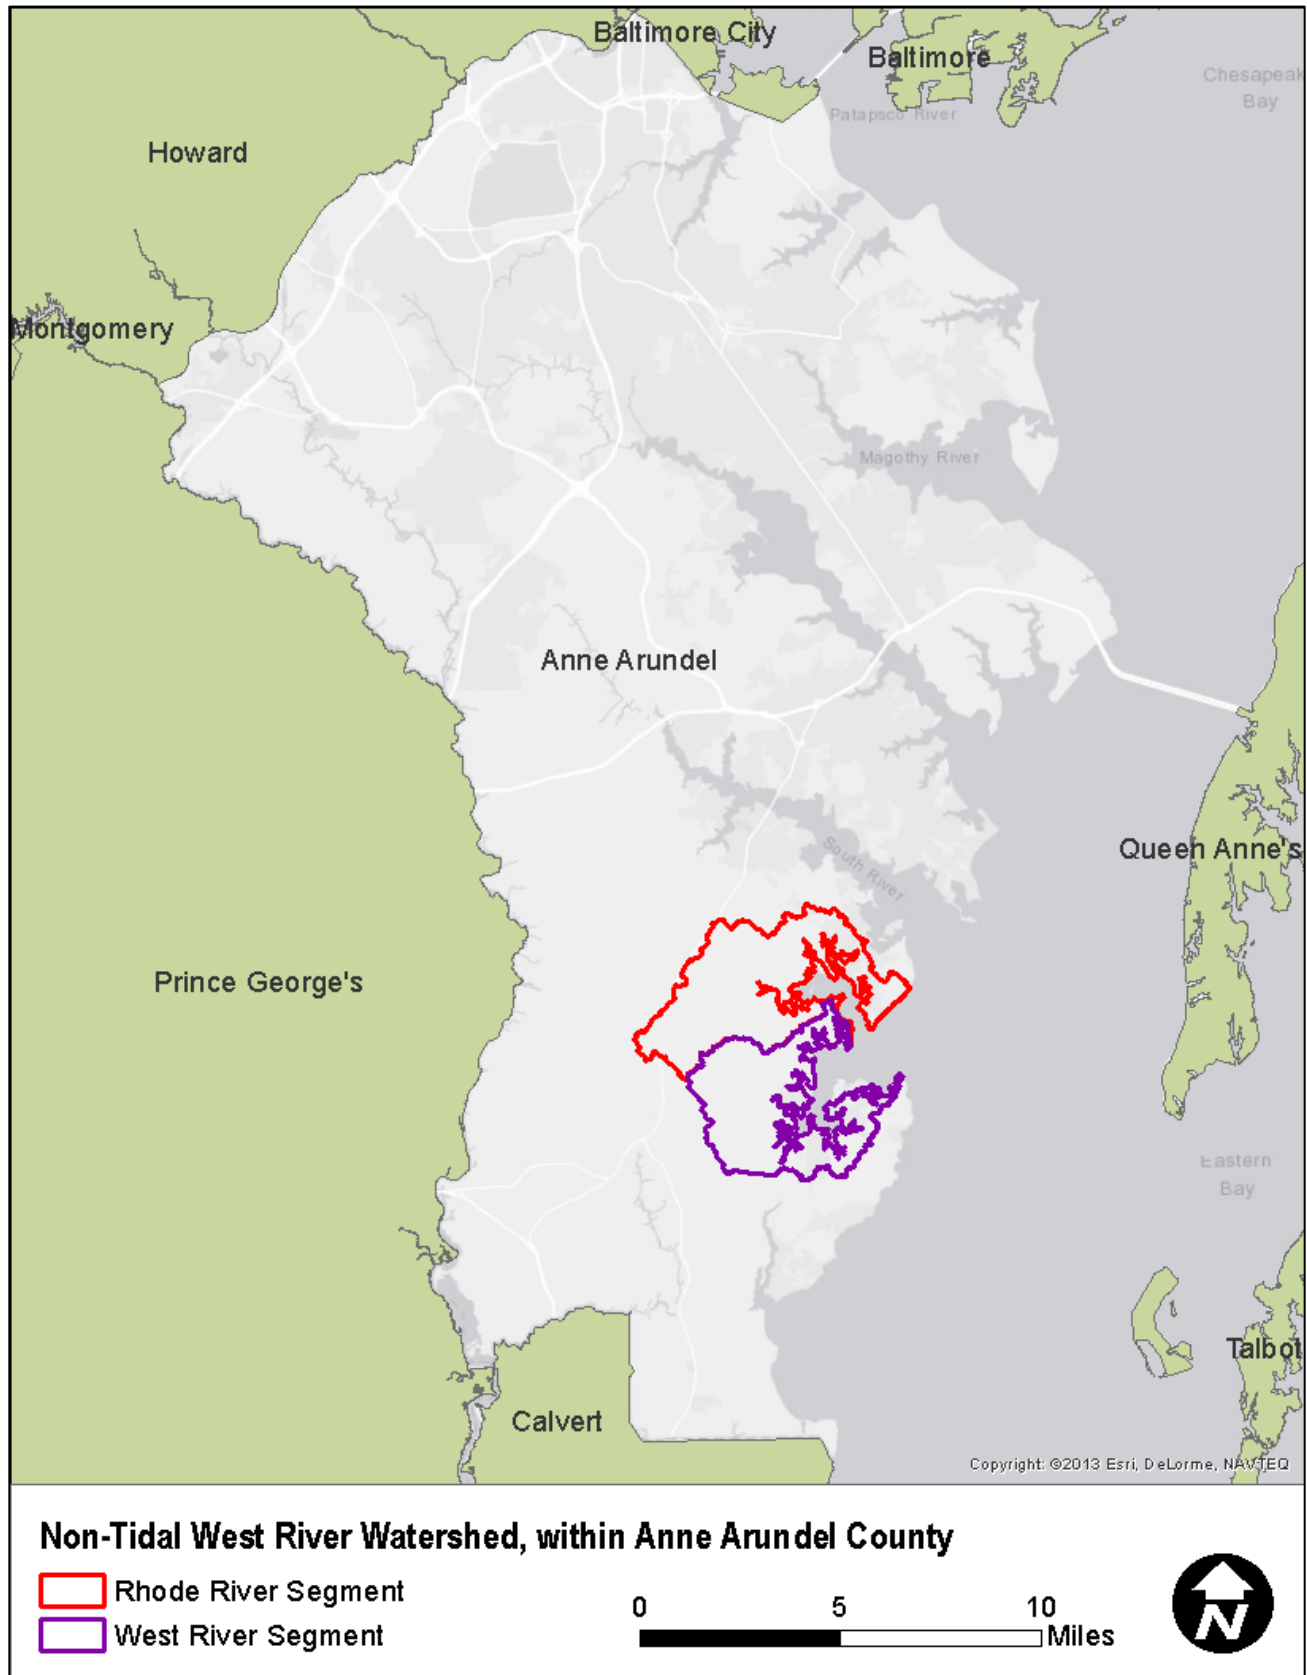 Baltimore City
Baltimore
Chesapeak
Bay
Patapsco River
Howard
Montgomery
Magothy River
Anne Arundel
Queen Anne's
South River
Prince George's
Eastern
Bay
Talbot
Calvert
Copyright: ©2013 Esri, DeLorme, NAVTEQ
Non-Tidal West River Watershed, within Anne Arundel County
Rhode River Segment
West River Segment
0 5 10
Miles
N